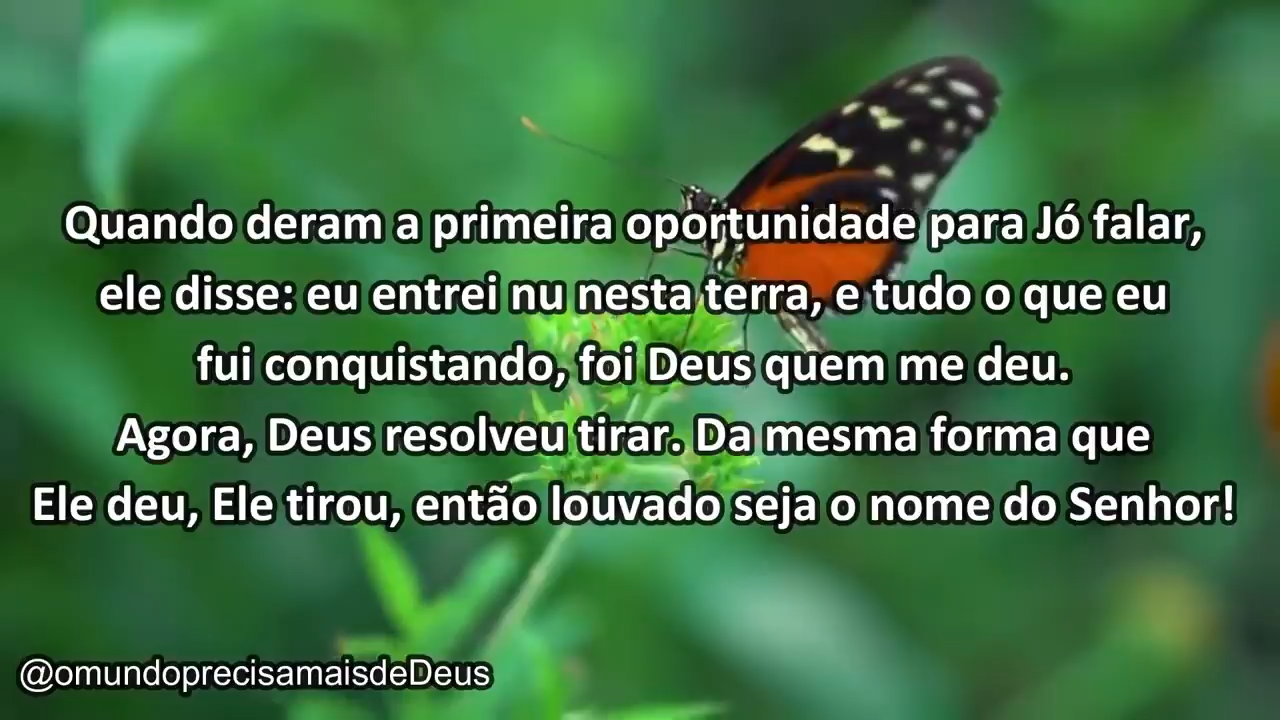 Quando deram a primeira oportunidade para Jó falar,
ele disse: eu entrei nu nesta terra, e tudo o que eu
fui conquistando, foi Deus quem me deu.
Agora, Deus resolveu tirar. Da mesma forma que
Ele deu, Ele tirou, então louvado seja o nome do Senhor!
@omundoprecisamaisdeDeus